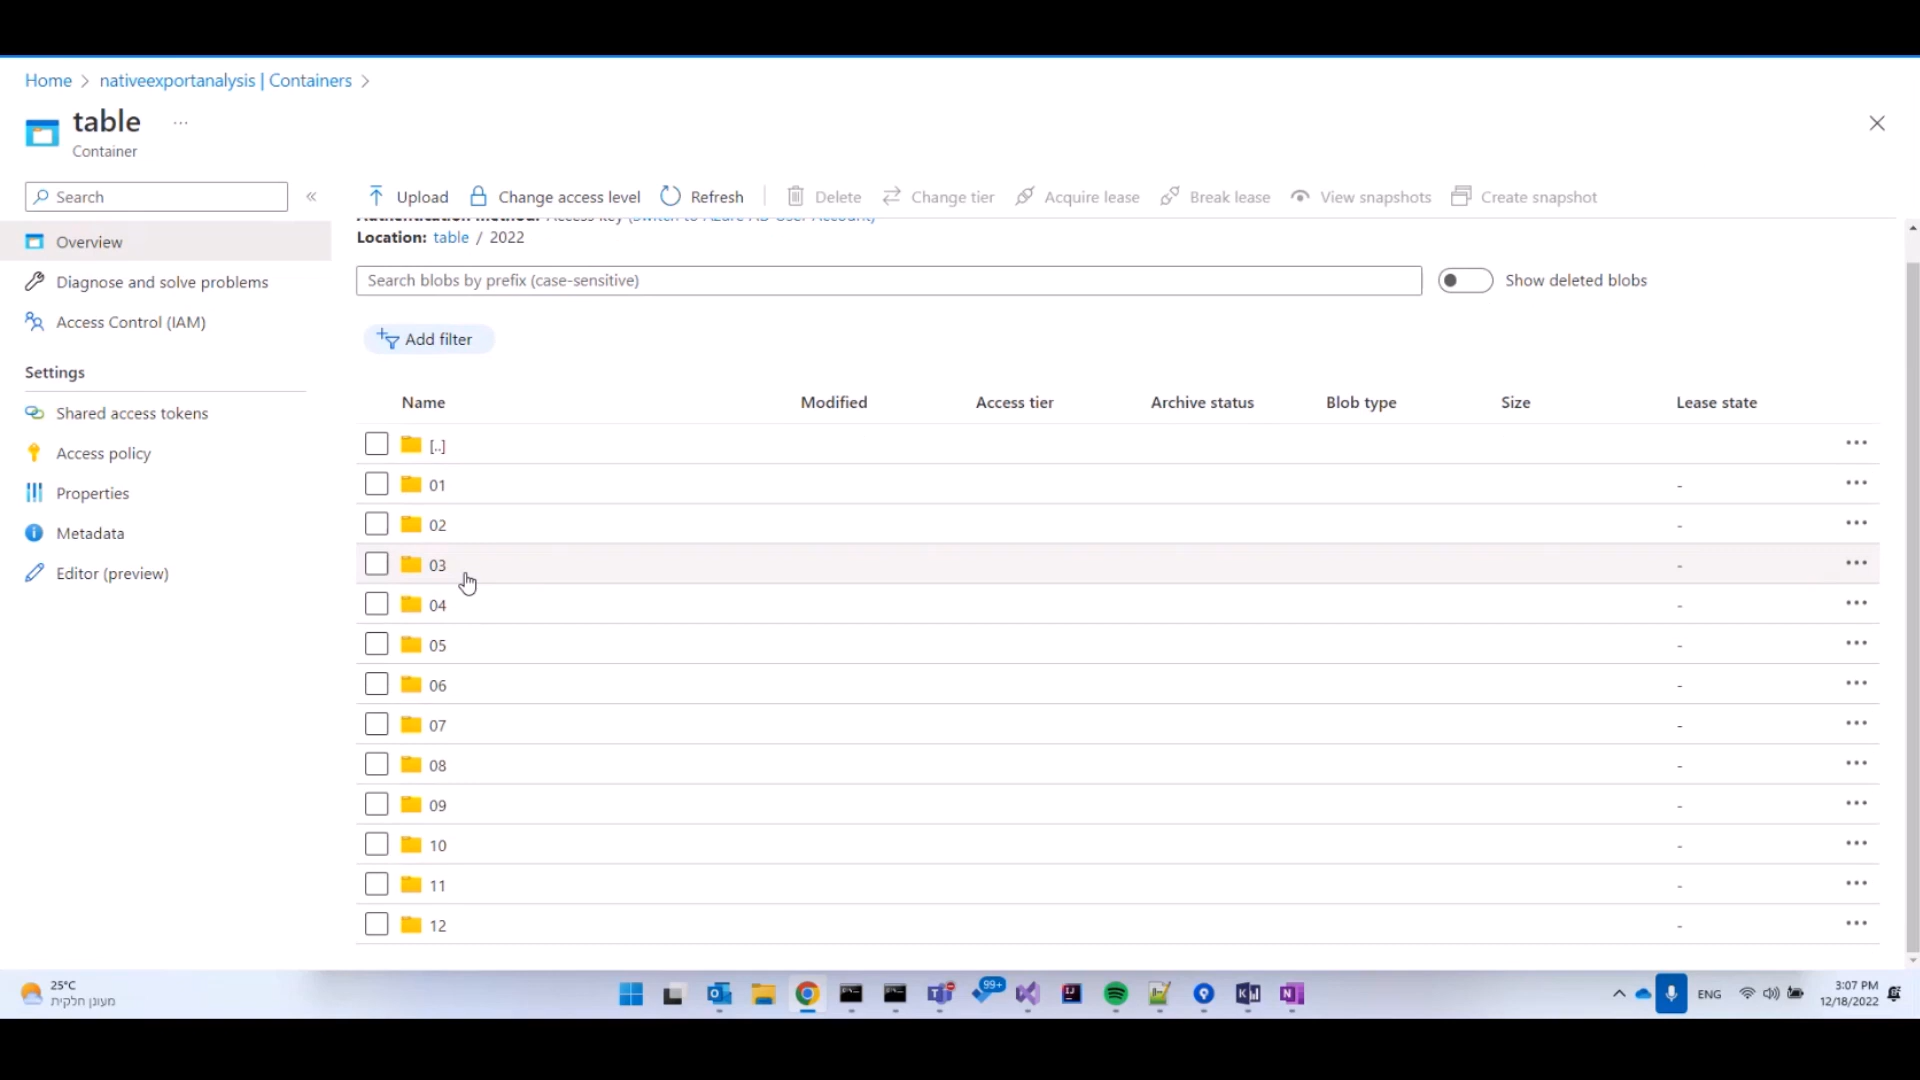 Home > nativeexportanalysis | Containers >
table ...
Container
Search «
Overview
Diagnose and solve problems
Access Control (IAM)
Settings
Shared access tokens
Access policy
Properties
Metadata
Editor (preview)
Upload Change access level Refresh Delete Change tier Acquire lease Break lease View snapshots Create snapshot
Authentication method: Access key (Switch to Azure AD User Account)
Location: table / 2022
Search blobs by prefix (case-sensitive) Show deleted blobs
Add filter
Name Modified Access tier Archive status Blob type Size Lease state
[..] ...
01 - ...
02 - ...
03 - ...
04 - ...
05 - ...
06 - ...
07 - ...
08 - ...
09 - ...
10 - ...
11 - ...
12 - ...
25°C
מעונן חלקית
99+
ENG
3:07 PM
12/18/2022